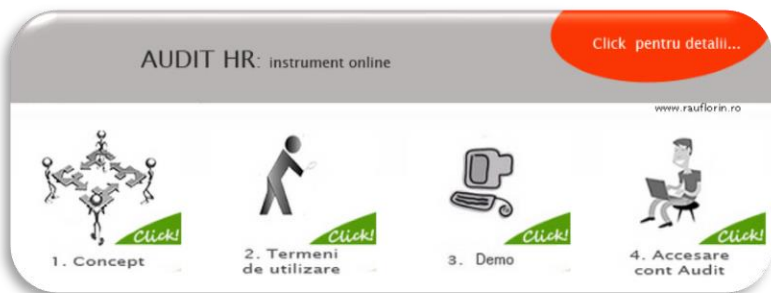 AUDIT HR: instrument online
Click pentru detalii...
www.rauflorin.ro
Click!
Click!
Click!
Click!
1. Concept
2. Termeni
de utilizare
3. Demo
4. Accesare
cont Audit